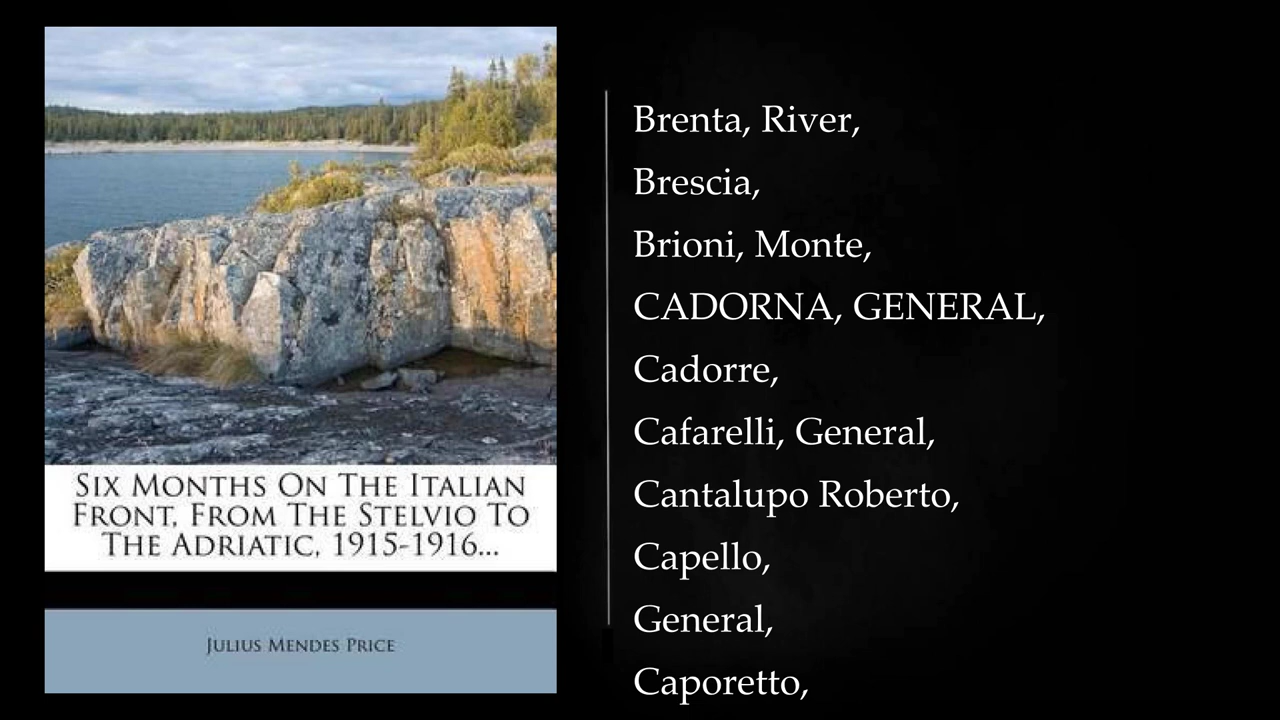 Six Months On The Italian
Front, From The Stelvio To
The Adriatic, 1915-1916...
Julius Mendes Price
Brenta, River,
Brescia,
Brioni, Monte,
CADORNA, GENERAL,
Cadorre,
Cafarelli, General,
Cantalupo Roberto,
Capello,
General,
Caporetto,